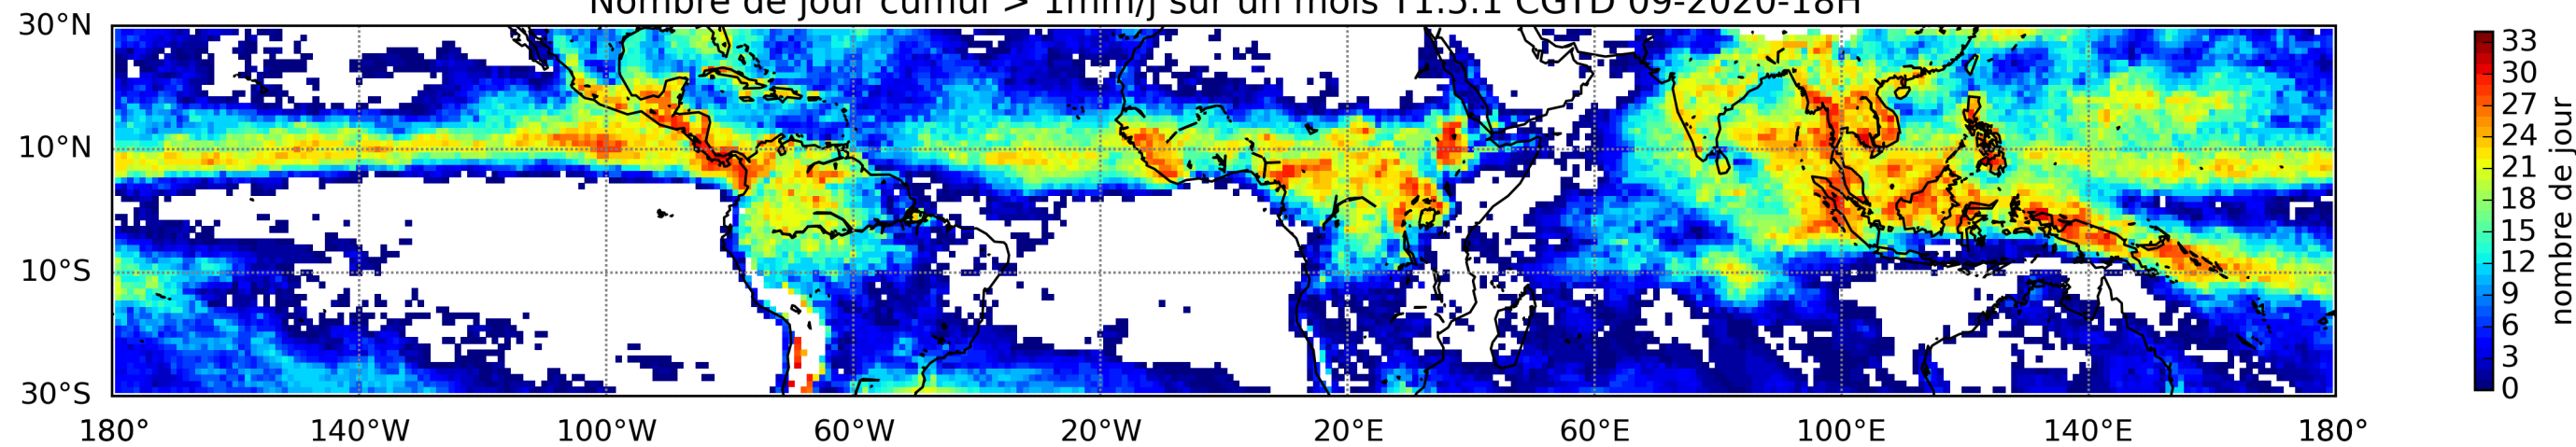 Nombre de jour cumul > 1mm/j sur un mois T1.5.1 CGTD 09-2020-18H
30°N
10°N
10°S
30°S
180°
140°W
100°W
60°W
20°W
20°E
60°E
100°E
140°E
180°
33
30
27
24
21
18
15
12
9
6
3
0
nombre de jour